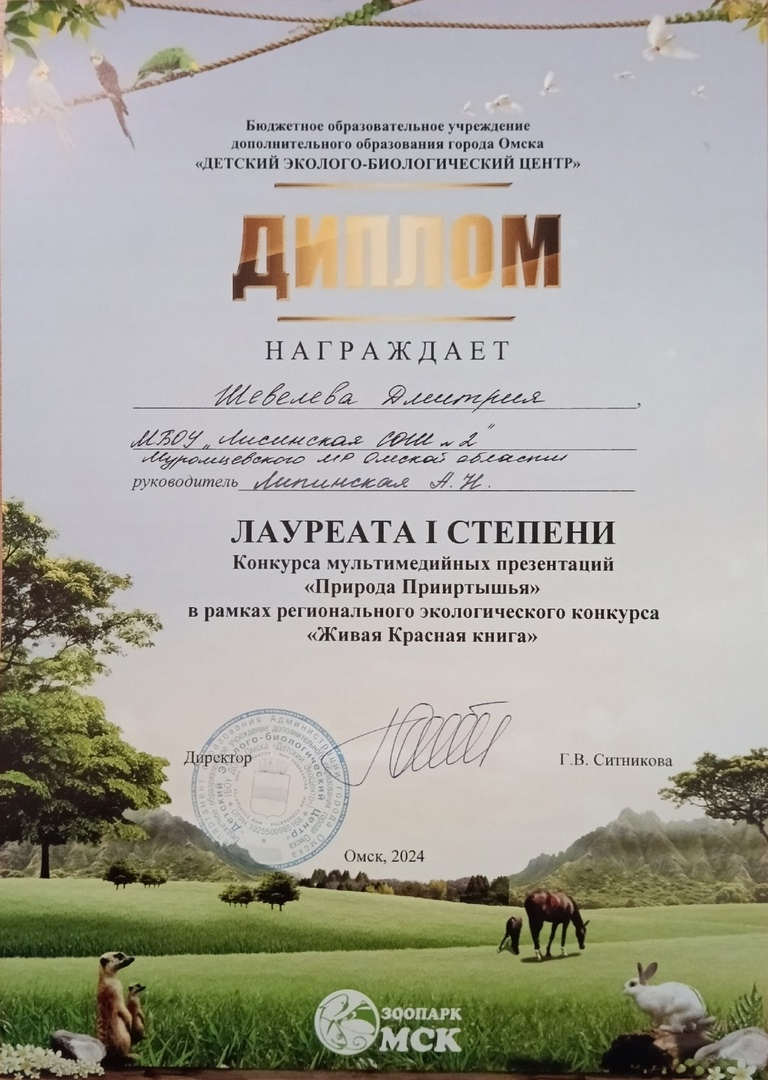 Бюджетное образовательное учреждение
дополнительного образования города Омска
«ДЕТСКИЙ ЭКОЛОГО-БИОЛОГИЧЕСКИЙ ЦЕНТР»
ДИПЛОМ
НАГРАЖДАЕТ
Шевелева Дмитрия,
МБОУ „Лисинская СОШ №2"
Муромцевского МР Омской области
руководитель Липинская А.Н.
ЛАУРЕАТА I СТЕПЕНИ
Конкурса мультимедийных презентаций
«Природа Прииртышья»
в рамках регионального экологического конкурса
«Живая Красная книга»
Директор Г.В. Ситникова
Омск, 2024
ЗООПАРК
ОМСК